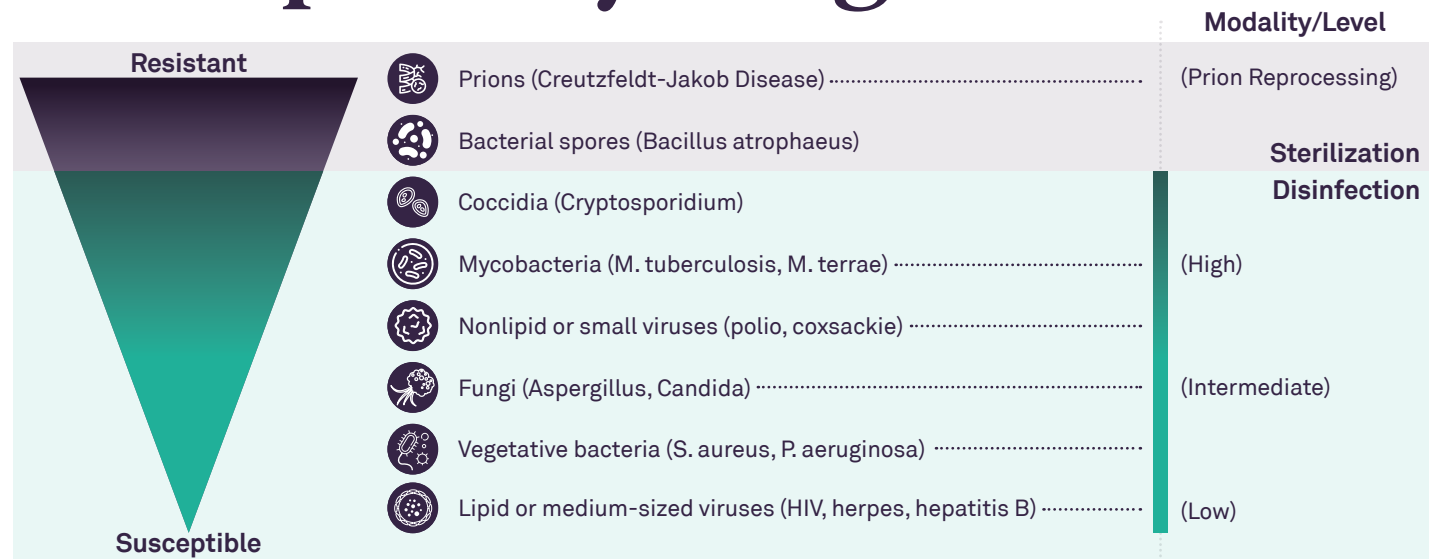 Modality/Level
Resistant
Prions (Creutzfeldt-Jakob Disease) (Prion Reprocessing)
Bacterial spores (Bacillus atrophaeus)
Sterilization
Disinfection
Coccidia (Cryptosporidium)
Mycobacteria (M. tuberculosis, M. terrae) (High)
Nonlipid or small viruses (polio, coxsackie)
Fungi (Aspergillus, Candida) (Intermediate)
Vegetative bacteria (S. aureus, P. aeruginosa)
Lipid or medium-sized viruses (HIV, herpes, hepatitis B) (Low)
Susceptible